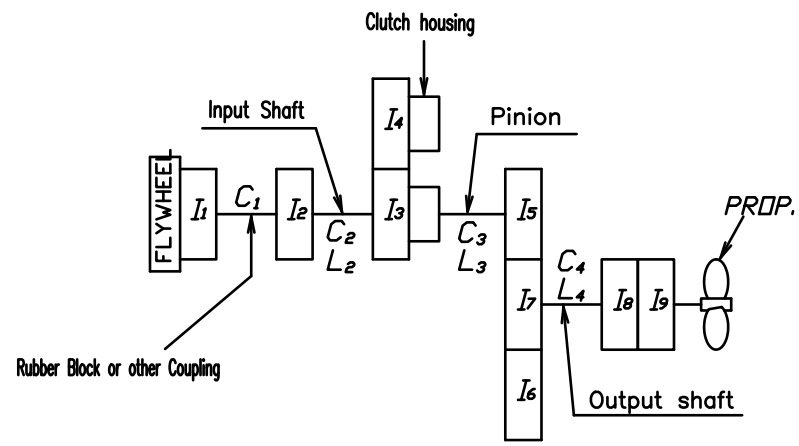 Clutch housing
Input Shaft
Pinion
PROP.
FLYWHEEL
I1
C1
I2
C2
L2
I4
I3
C3
L3
I5
I7
I6
C4
L4
I8
I9
Rubber Block or other Coupling
Output shaft